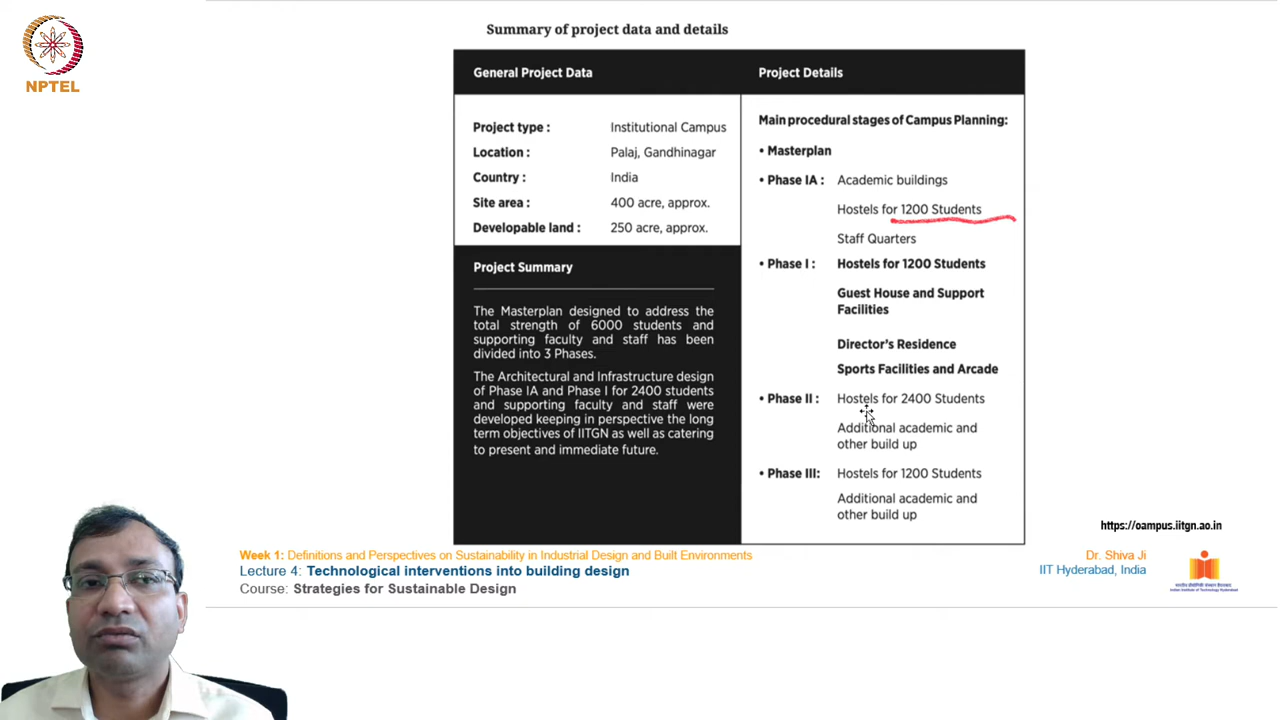 NPTEL
Summary of project data and details
General Project Data
Project type : Institutional Campus
Location : Palaj, Gandhinagar
Country : India
Site area : 400 acre, approx.
Developable land : 250 acre, approx.
Project Summary
The Masterplan designed to address the
total strength of 6000 students and
supporting faculty and staff has been
divided into 3 Phases.
The Architectural and Infrastructure design
of Phase IA and Phase I for 2400 students
and supporting faculty and staff were
developed keeping in perspective the long
term objectives of IITGN as well as catering
to present and immediate future.
Project Details
Main procedural stages of Campus Planning:
• Masterplan
• Phase IA : Academic buildings
Hostels for 1200 Students
Staff Quarters
• Phase I : Hostels for 1200 Students
Guest House and Support
Facilities
Director's Residence
Sports Facilities and Arcade
• Phase II : Hostels for 2400 Students
Additional academic and
other build up
• Phase III: Hostels for 1200 Students
Additional academic and
other build up
https://oampus.iitgn.ao.in
Week 1: Definitions and Perspectives on Sustainability in Industrial Design and Built Environments
Lecture 4: Technological interventions into building design
Course: Strategies for Sustainable Design
Dr. Shiva Ji
IIT Hyderabad, India
Indian Institute of Technology Hyderabad